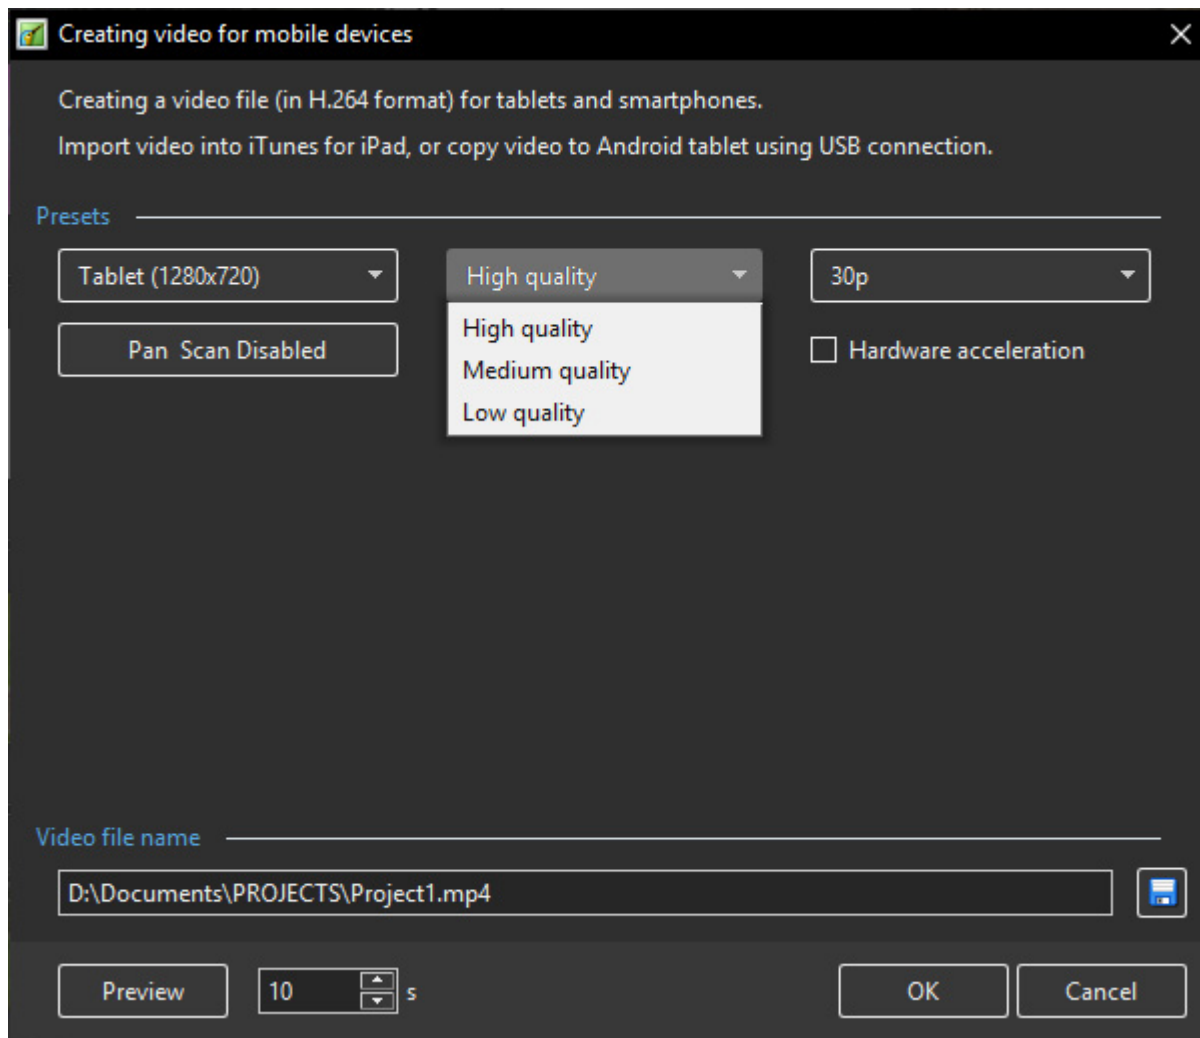 Creating video for mobile devices
Creating a video file (in H.264 format) for tablets and smartphones.
Import video into iTunes for iPad, or copy video to Android tablet using USB connection.
Presets
Tablet (1280x720)
High quality
30p
Pan  Scan Disabled
High quality
Medium quality
Low quality
Hardware acceleration
Video file name
D:\Documents\PROJECTS\Project1.mp4
Preview
10
s
OK
Cancel